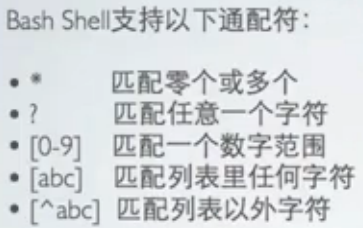 Bash Shell支持以下通配符：
• * 匹配零个或多个
• ? 匹配任意一个字符
• [0-9] 匹配一个数字范围
• [abc] 匹配列表里任何字符
• [^abc] 匹配列表以外字符